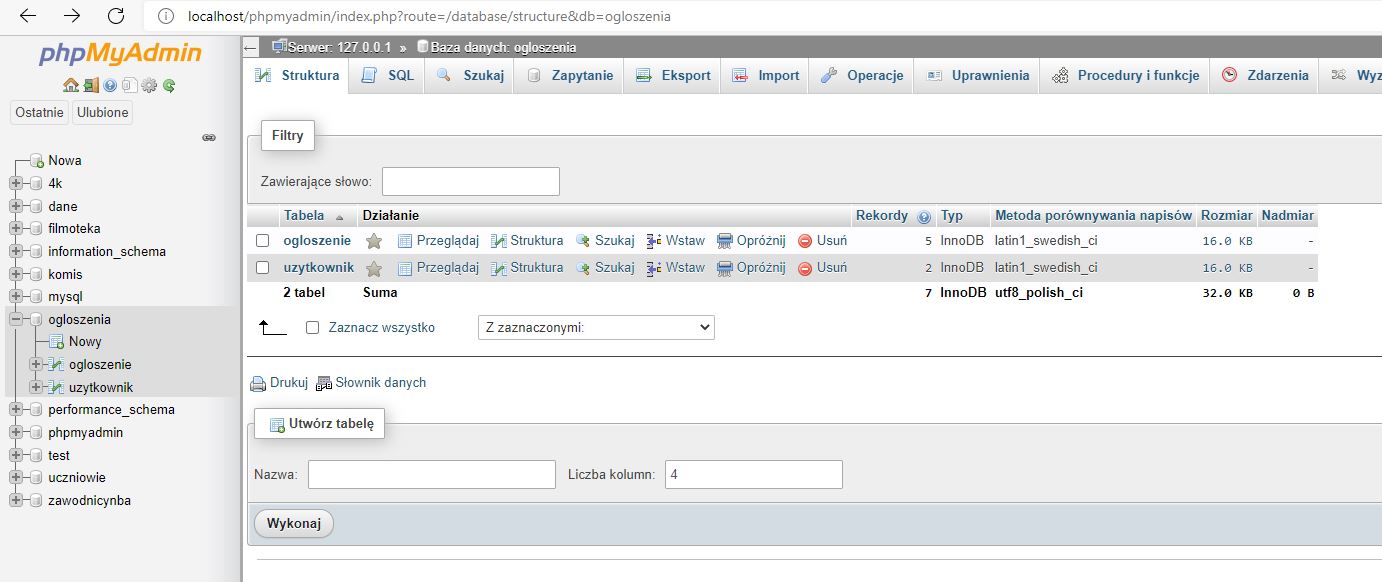 localhost/phpmyadmin/index.php?route=/database/structure&db=ogloszenia
phpMyAdmin
Ostatnie Ulubione
Nowa
4k
dane
filmoteka
information_schema
komis
mysql
ogloszenia
Nowy
ogloszenie
uzytkownik
performance_schema
phpmyadmin
test
uczniowie
zawodnicynba
Serwer: 127.0.0.1 » Baza danych: ogloszenia
Struktura SQL Szukaj Zapytanie Eksport Import Operacje Uprawnienia Procedury i funkcje Zdarzenia Wyz
Filtry
Zawierające słowo:
Tabela Działanie Rekordy Typ Metoda porównywania napisów Rozmiar Nadmiar
ogloszenie Przeglądaj Struktura Szukaj Wstaw Opróżnij Usuń 5 InnoDB latin1_swedish_ci 16.0 KB -
uzytkownik Przeglądaj Struktura Szukaj Wstaw Opróżnij Usuń 2 InnoDB latin1_swedish_ci 16.0 KB -
2 tabel Suma 7 InnoDB utf8_polish_ci 32.0 KB 0 B
Zaznacz wszystko Z zaznaczonymi:
Drukuj Słownik danych
Utwórz tabelę
Nazwa: Liczba kolumn: 4
Wykonaj